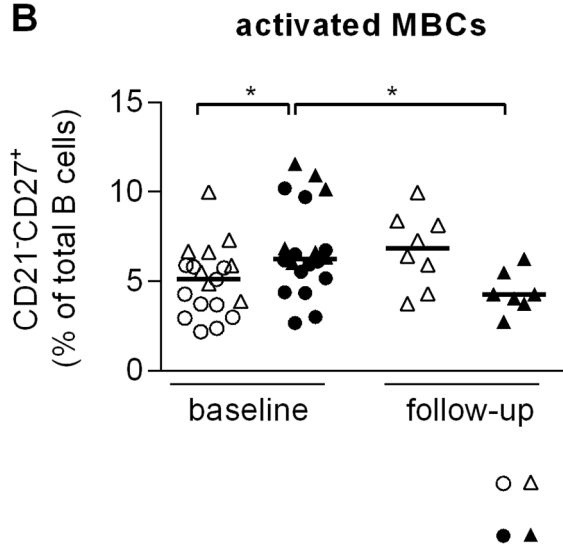 B
activated MBCs
CD21⁻CD27⁺
(% of total B cells)
15
10
5
0
*
*
baseline
follow-up